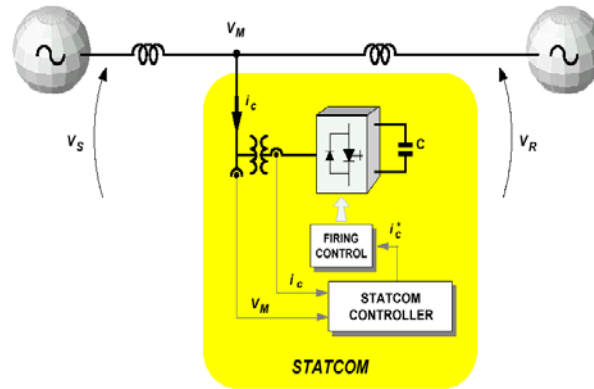 V_M
i_c
V_S
V_R
C
FIRING
CONTROL
i_c^*
i_c
V_M
STATCOM
CONTROLLER
STATCOM